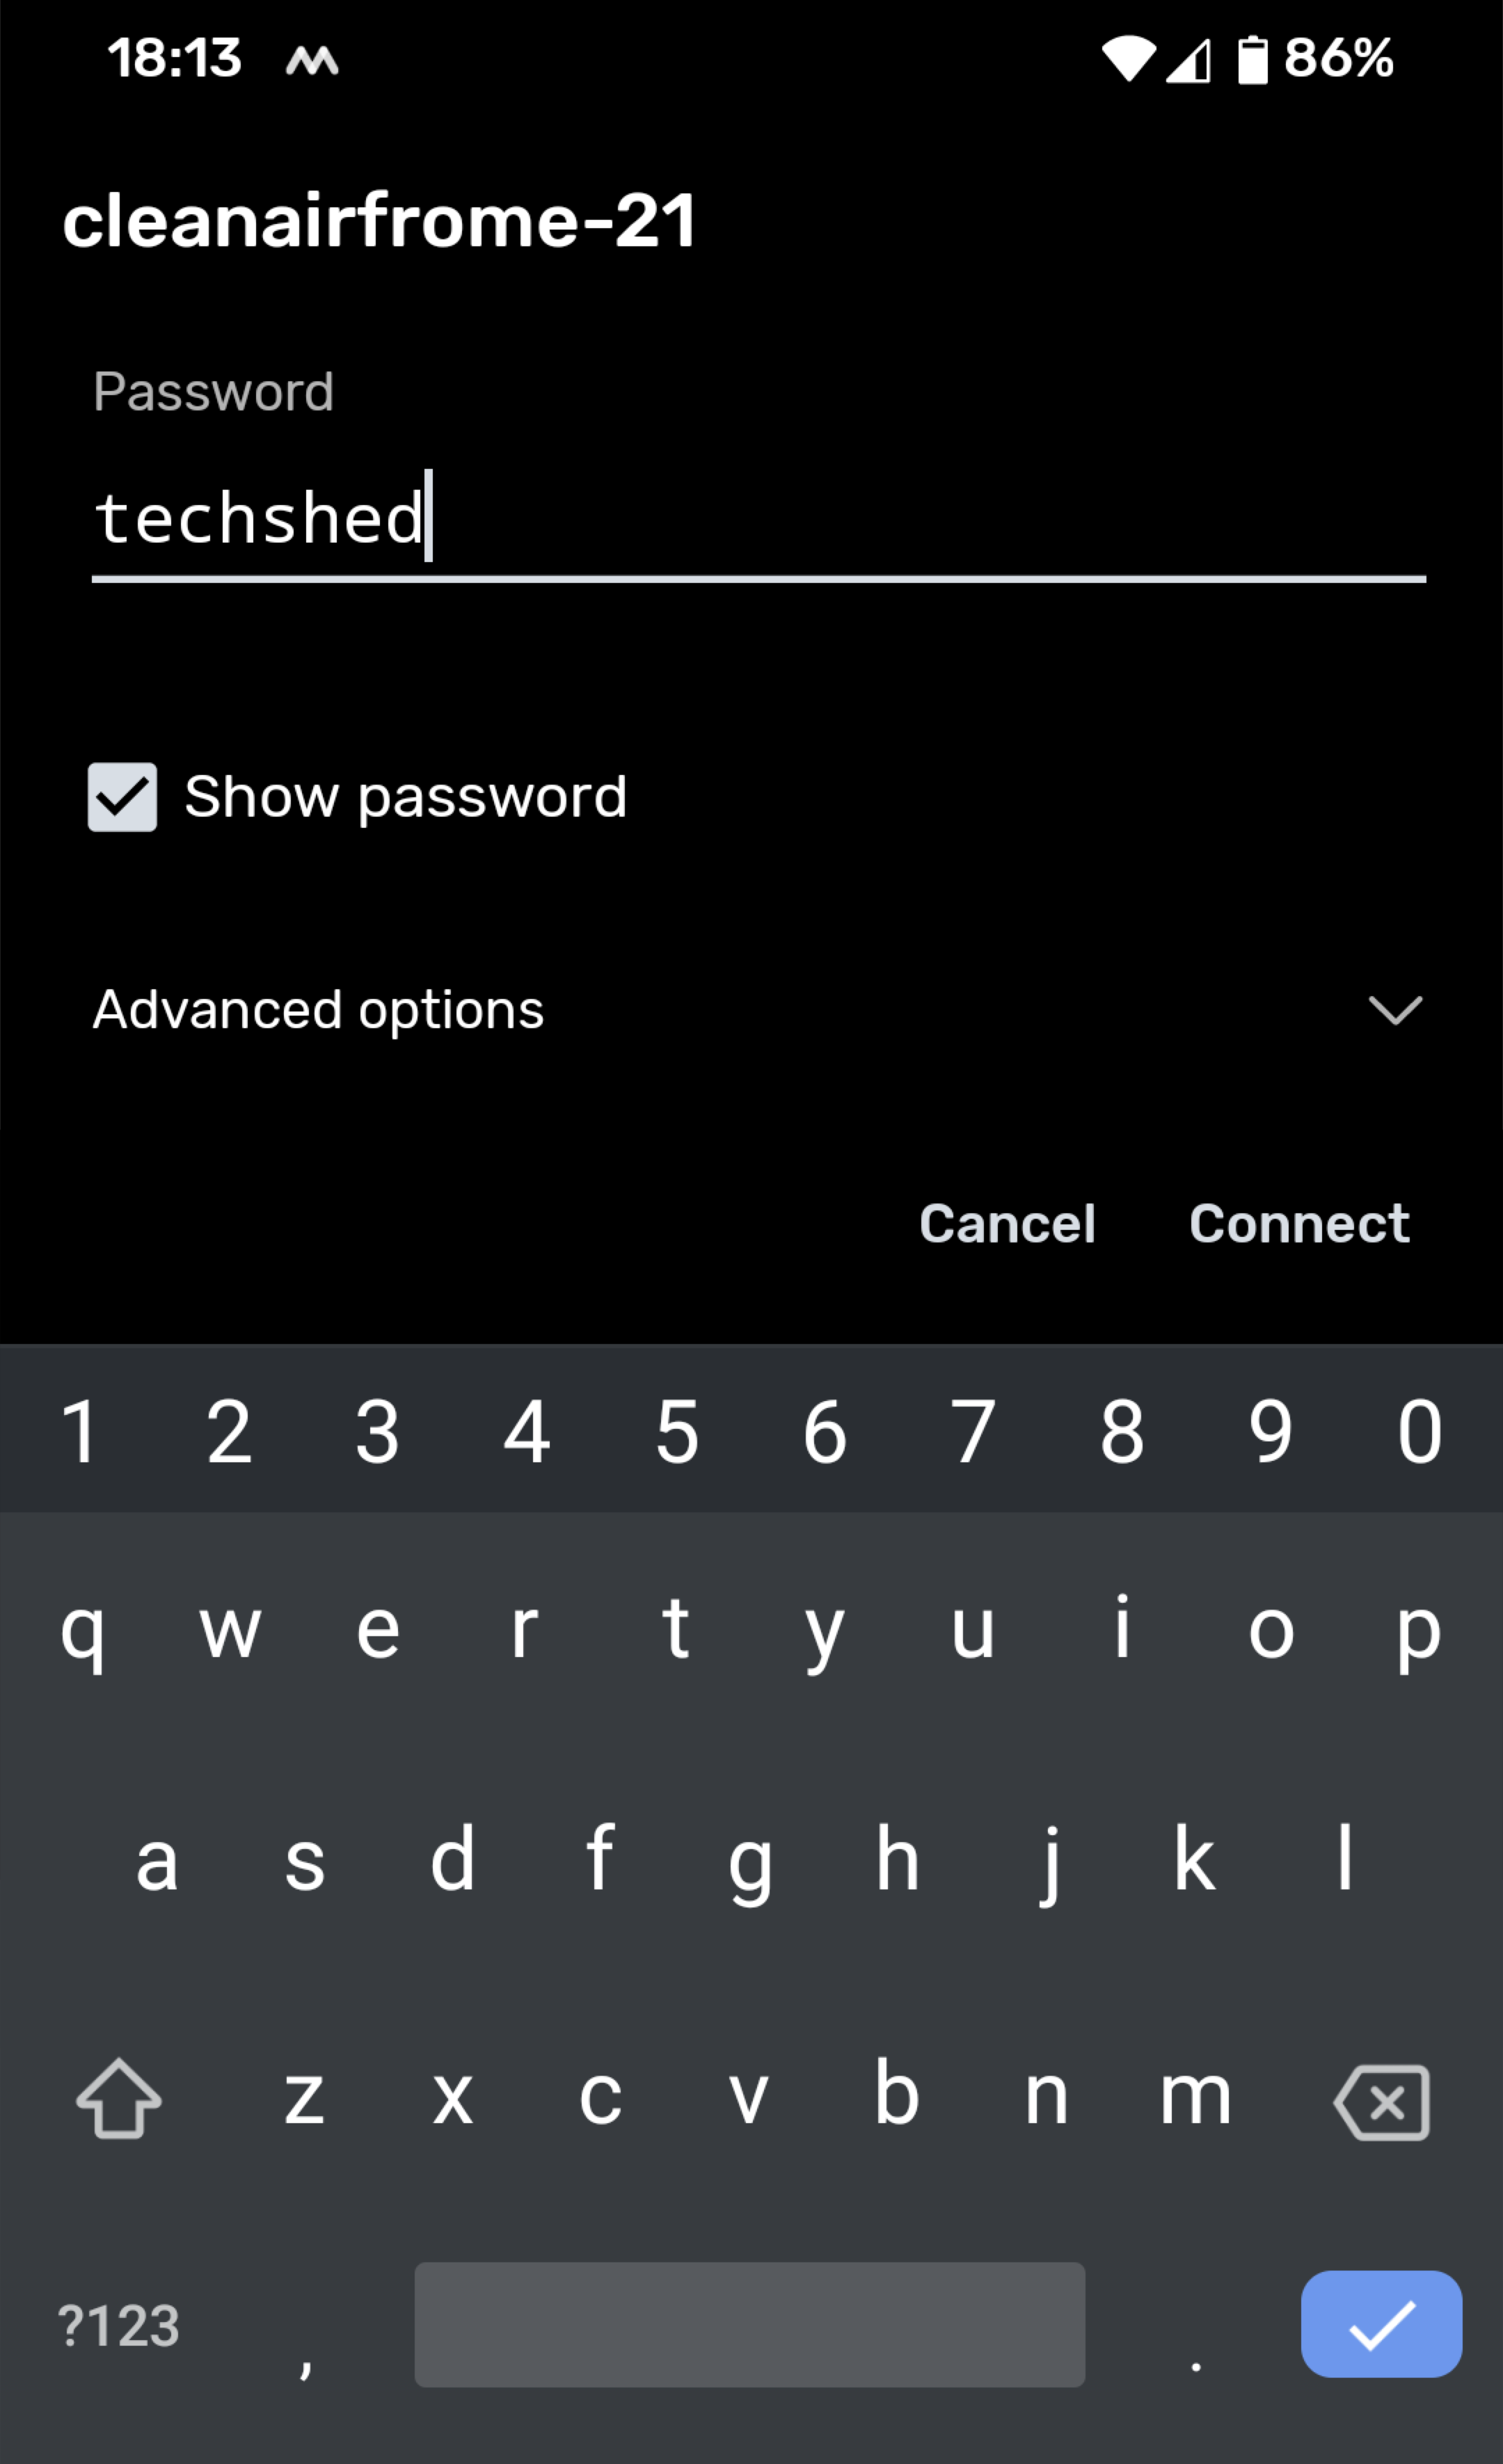 18:13 86%
cleanairfrome-21
Password
techshed
Show password
Advanced options
Cancel Connect
1 2 3 4 5 6 7 8 9 0
q w e r t y u i o p
a s d f g h j k l
z x c v b n m
?123 , .